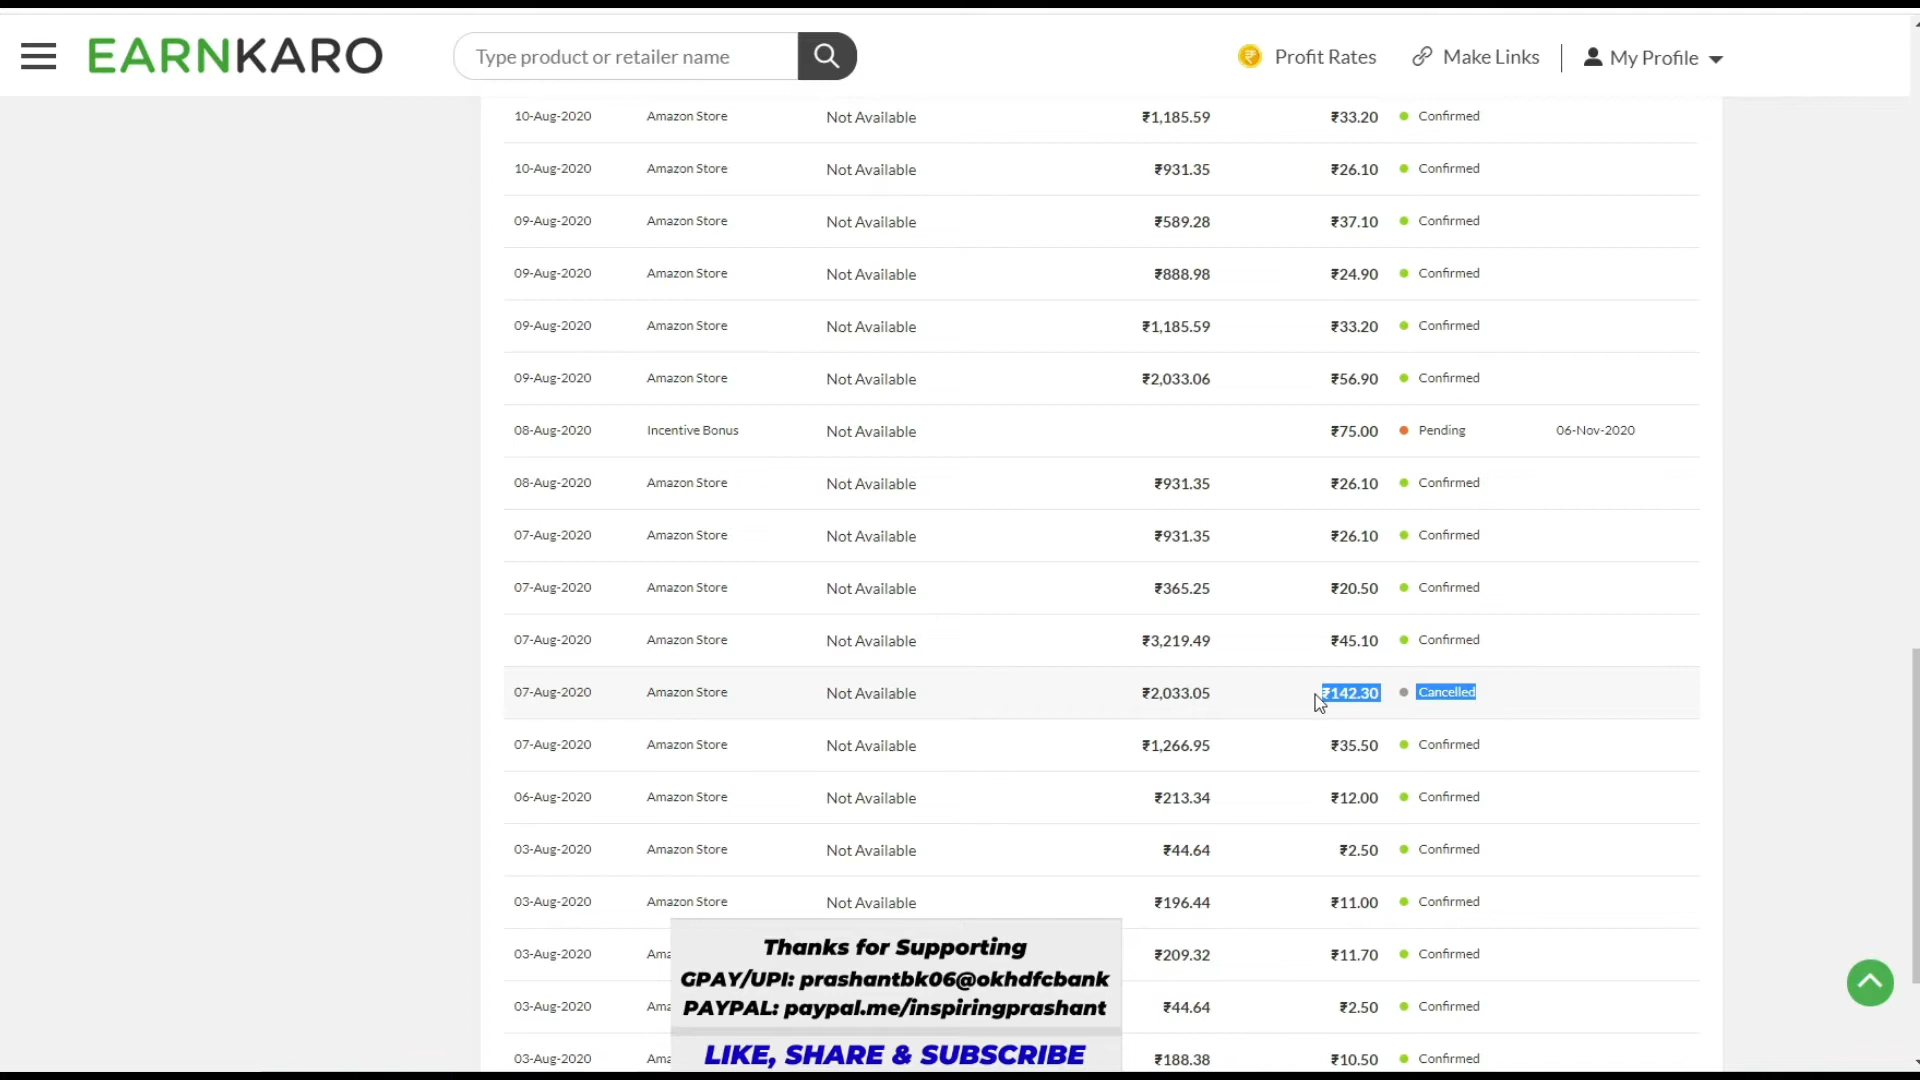 EARNKARO Type product or retailer name Profit Rates Make Links My Profile
10-Aug-2020 Amazon Store Not Available ₹1,185.59 ₹33.20 Confirmed
10-Aug-2020 Amazon Store Not Available ₹931.35 ₹26.10 Confirmed
09-Aug-2020 Amazon Store Not Available ₹589.28 ₹37.10 Confirmed
09-Aug-2020 Amazon Store Not Available ₹888.98 ₹24.90 Confirmed
09-Aug-2020 Amazon Store Not Available ₹1,185.59 ₹33.20 Confirmed
09-Aug-2020 Amazon Store Not Available ₹2,033.06 ₹56.90 Confirmed
08-Aug-2020 Incentive Bonus Not Available ₹75.00 Pending 06-Nov-2020
08-Aug-2020 Amazon Store Not Available ₹931.35 ₹26.10 Confirmed
07-Aug-2020 Amazon Store Not Available ₹931.35 ₹26.10 Confirmed
07-Aug-2020 Amazon Store Not Available ₹365.25 ₹20.50 Confirmed
07-Aug-2020 Amazon Store Not Available ₹3,219.49 ₹45.10 Confirmed
07-Aug-2020 Amazon Store Not Available ₹2,033.05 ₹142.30 Cancelled
07-Aug-2020 Amazon Store Not Available ₹1,266.95 ₹35.50 Confirmed
06-Aug-2020 Amazon Store Not Available ₹213.34 ₹12.00 Confirmed
03-Aug-2020 Amazon Store Not Available ₹44.64 ₹2.50 Confirmed
03-Aug-2020 Amazon Store Not Available ₹196.44 ₹11.00 Confirmed
03-Aug-2020 Ama ₹209.32 ₹11.70 Confirmed
03-Aug-2020 Ama ₹44.64 ₹2.50 Confirmed
03-Aug-2020 Ama ₹188.38 ₹10.50 Confirmed
Thanks for Supporting
GPAY/UPI: prashantbk06@okhdfcbank
PAYPAL: paypal.me/inspiringprashant
LIKE, SHARE & SUBSCRIBE